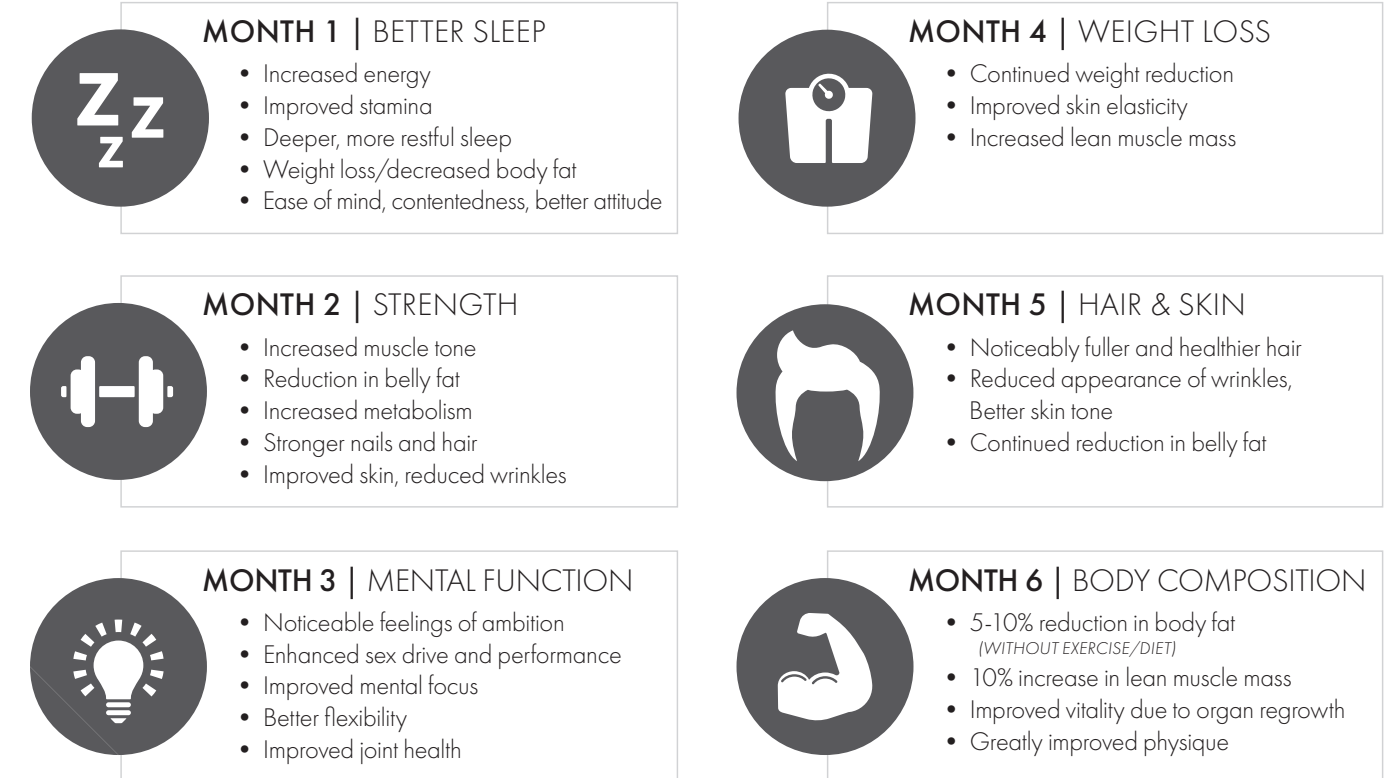 MONTH 1 | BETTER SLEEP
• Increased energy
• Improved stamina
• Deeper, more restful sleep
• Weight loss/decreased body fat
• Ease of mind, contentedness, better attitude
MONTH 2 | STRENGTH
• Increased muscle tone
• Reduction in belly fat
• Increased metabolism
• Stronger nails and hair
• Improved skin, reduced wrinkles
MONTH 3 | MENTAL FUNCTION
• Noticeable feelings of ambition
• Enhanced sex drive and performance
• Improved mental focus
• Better flexibility
• Improved joint health
MONTH 4 | WEIGHT LOSS
• Continued weight reduction
• Improved skin elasticity
• Increased lean muscle mass
MONTH 5 | HAIR & SKIN
• Noticeably fuller and healthier hair
• Reduced appearance of wrinkles,
Better skin tone
• Continued reduction in belly fat
MONTH 6 | BODY COMPOSITION
• 5-10% reduction in body fat
(WITHOUT EXERCISE/DIET)
• 10% increase in lean muscle mass
• Improved vitality due to organ regrowth
• Greatly improved physique
Z Z
Z